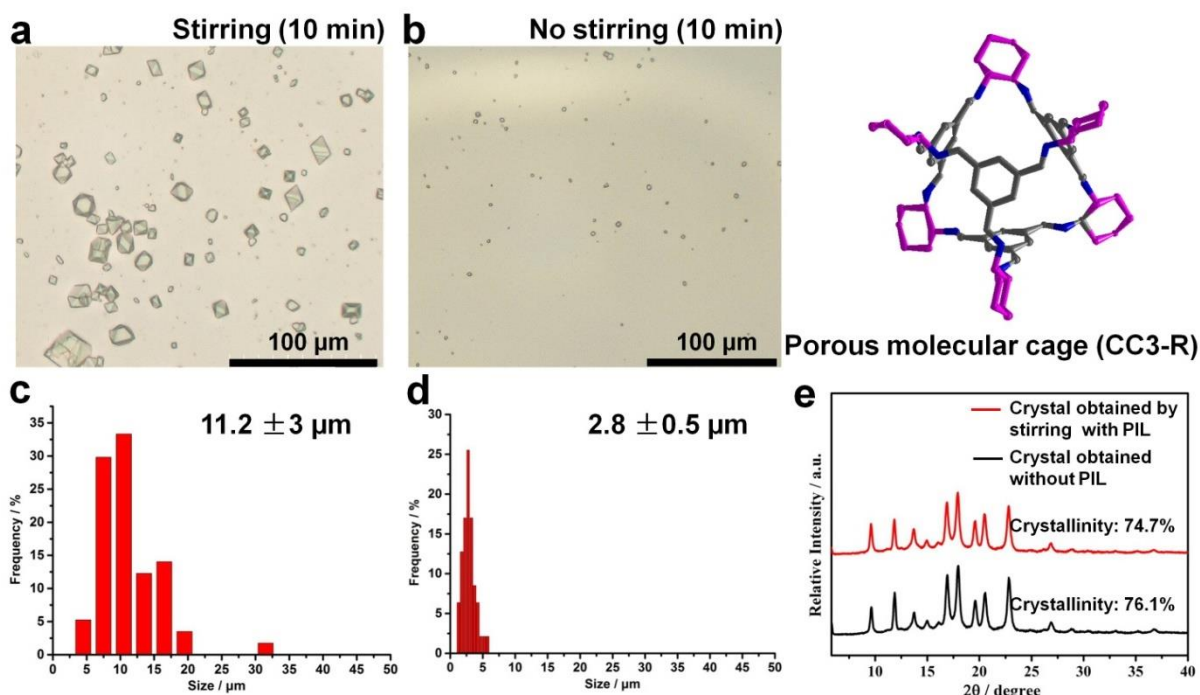 a Stirring (10 min)
100 µm
b No stirring (10 min)
100 µm
Porous molecular cage (CC3-R)
c
11.2 ±3 µm
Frequency / %
35
30
25
20
15
10
5
0
0 5 10 15 20 25 30 35 40 45 50
Size / µm
d
2.8 ±0.5 µm
Frequency / %
30
25
20
15
10
5
0
0 5 10 15 20 25 30 35 40 45 50
Size / µm
e
Crystal obtained by
stirring with PIL
Crystal obtained
without PIL
Crystallinity: 74.7%
Crystallinity: 76.1%
Relative Intensity / a.u.
10 15 20 25 30 35 40
2θ / degree